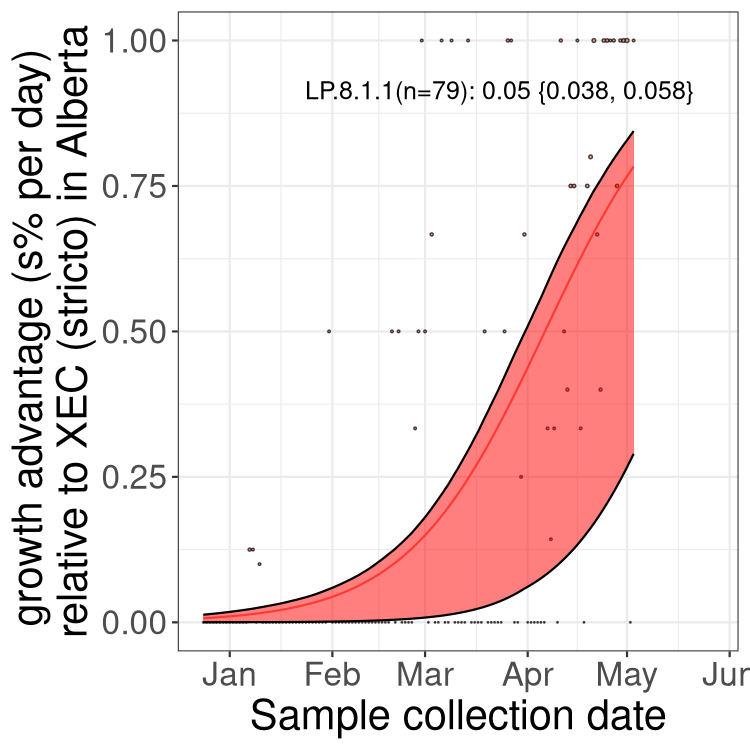 growth advantage (s% per day)
relative to XEC (stricto) in Alberta
1.00
0.75
0.50
0.25
0.00
LP.8.1.1(n=79): 0.05 {0.038, 0.058}
Jan Feb Mar Apr May Jur
Sample collection date